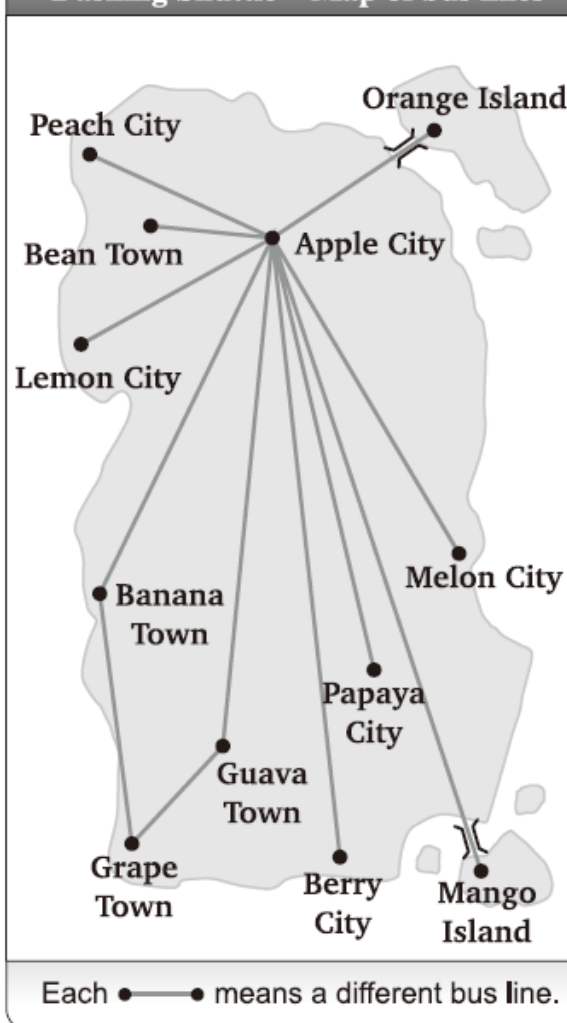 Orange Island
Peach City
Apple City
Bean Town
Lemon City
Melon City
Banana
Town
Papaya
City
Guava
Town
Grape
Town
Berry
City
Mango
Island
Each means a different bus line.